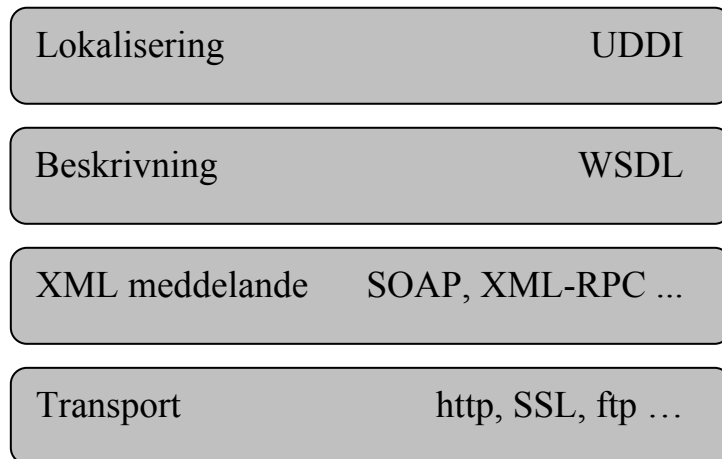 Lokalisering UDDI
Beskrivning WSDL
XML meddelande SOAP, XML-RPC ...
Transport http, SSL, ftp …